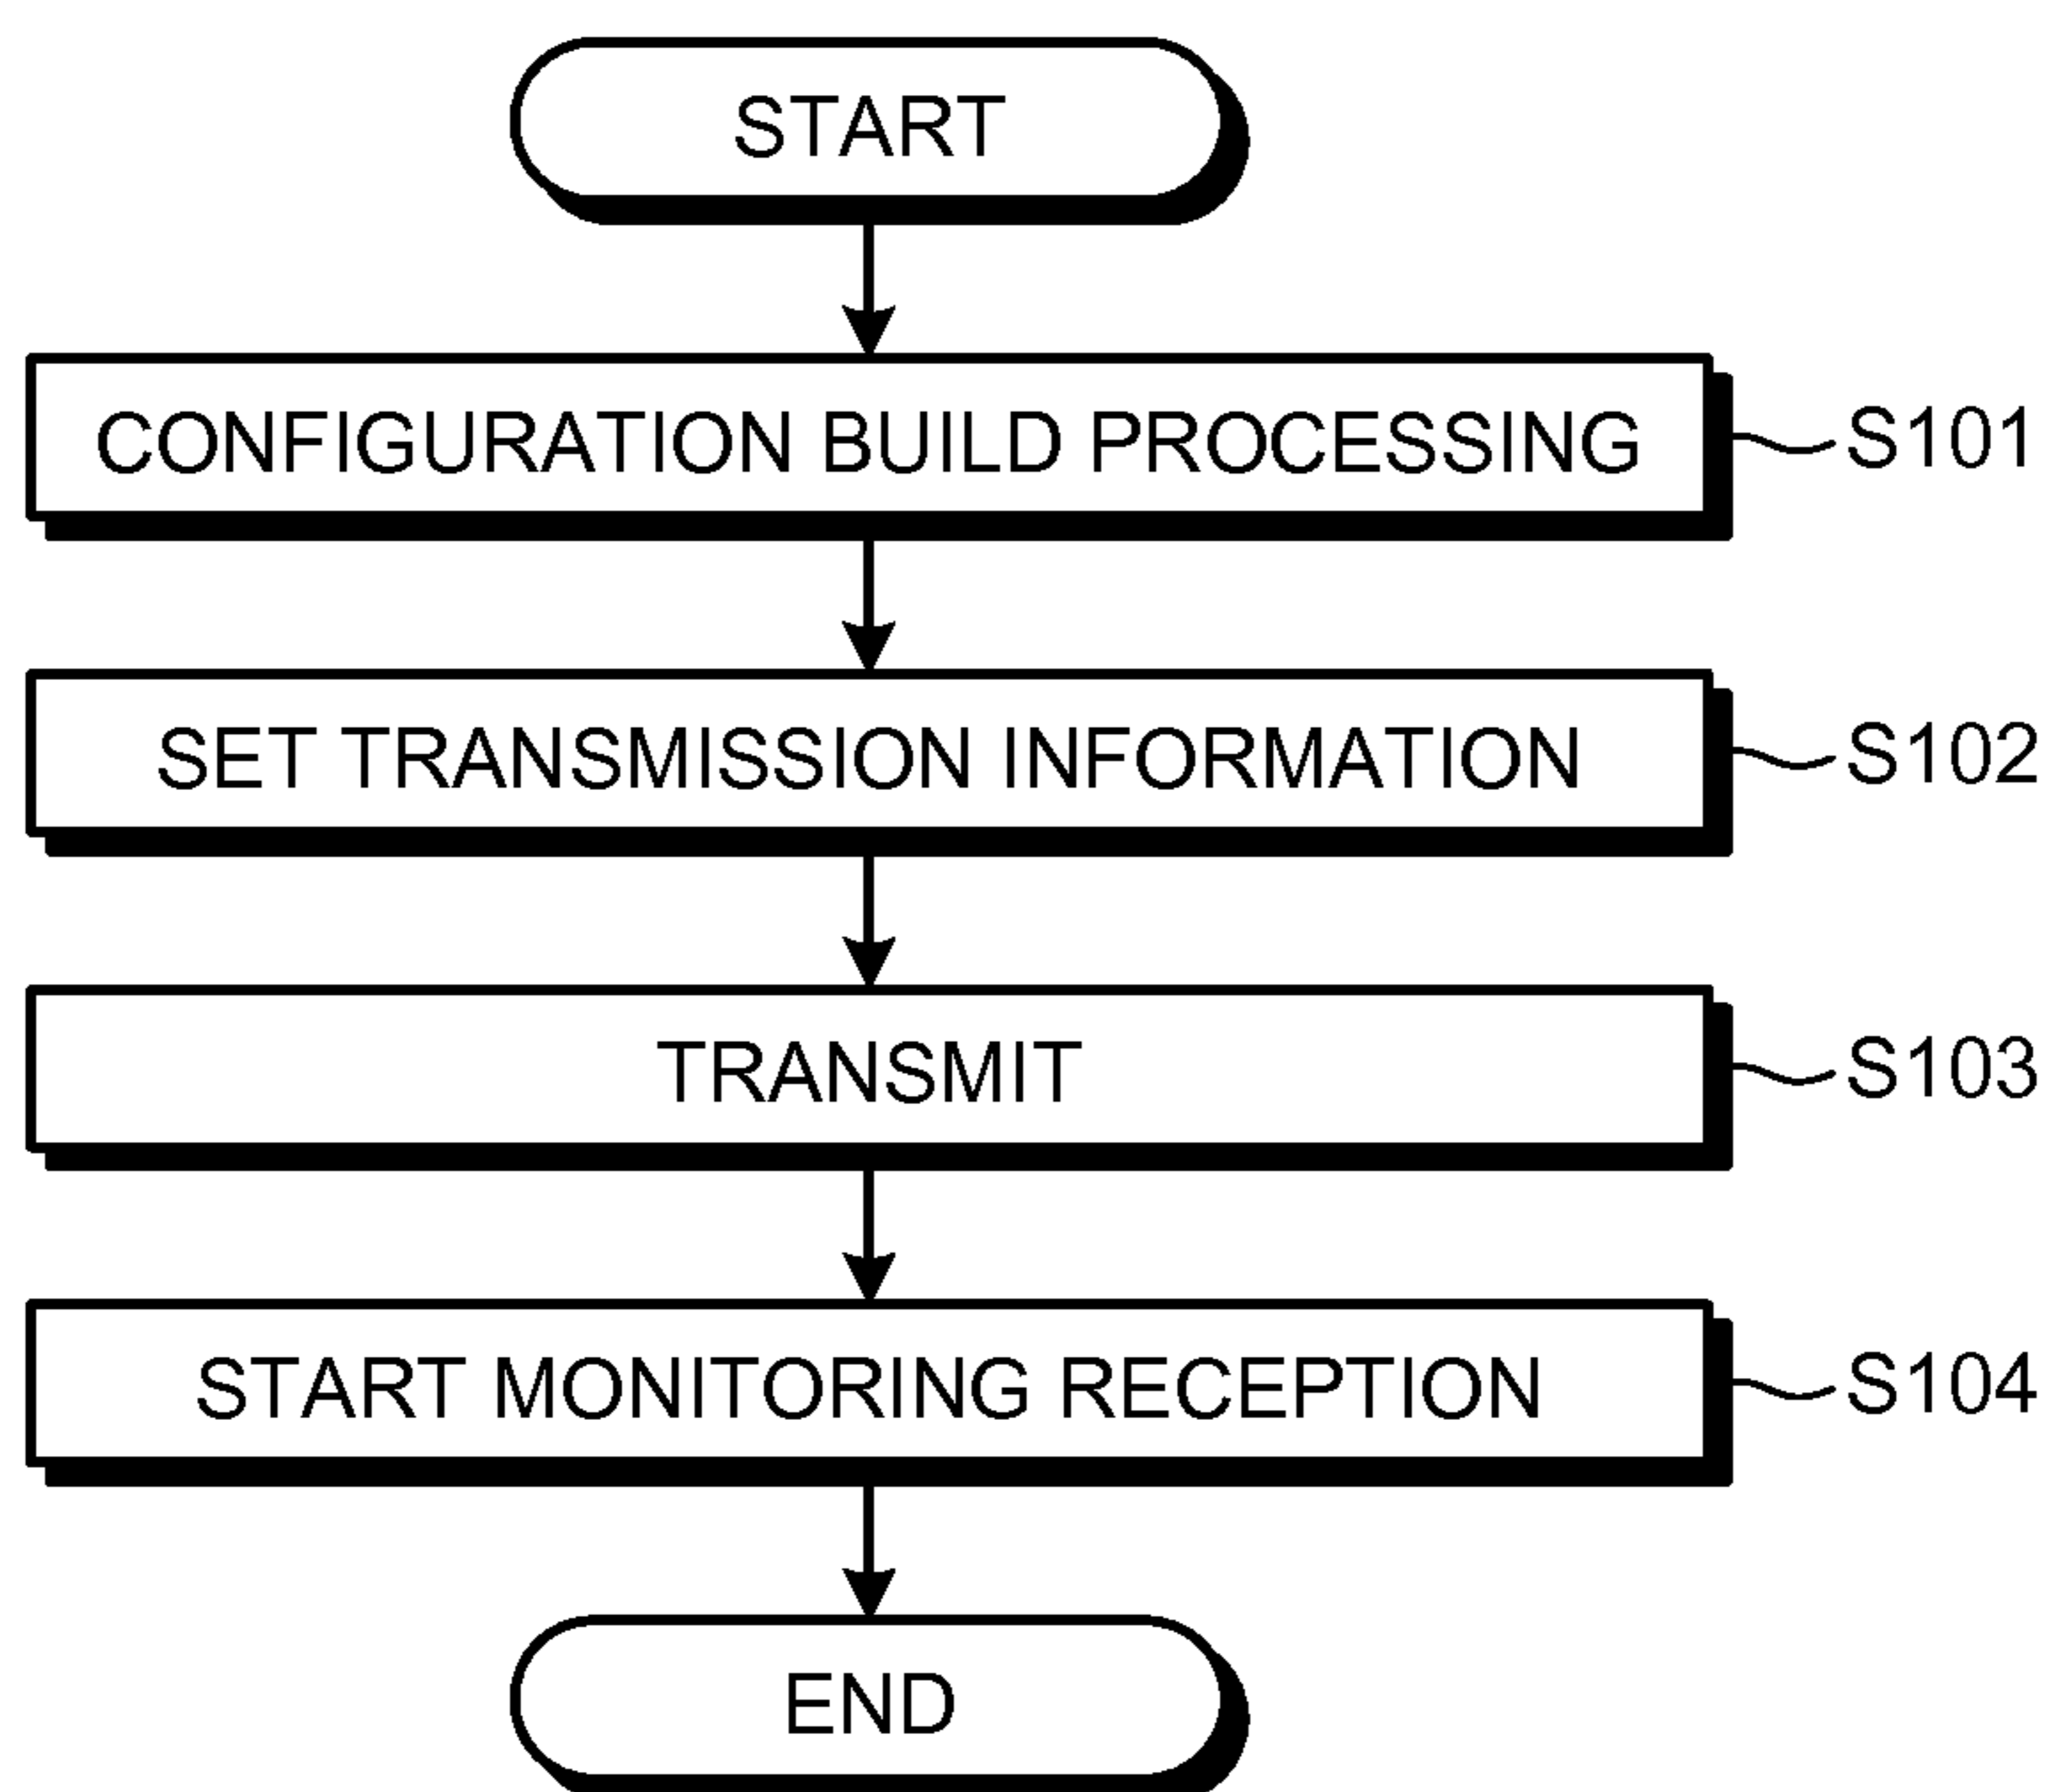 START
CONFIGURATION BUILD PROCESSING S101
SET TRANSMISSION INFORMATION S102
TRANSMIT S103
START MONITORING RECEPTION S104
END